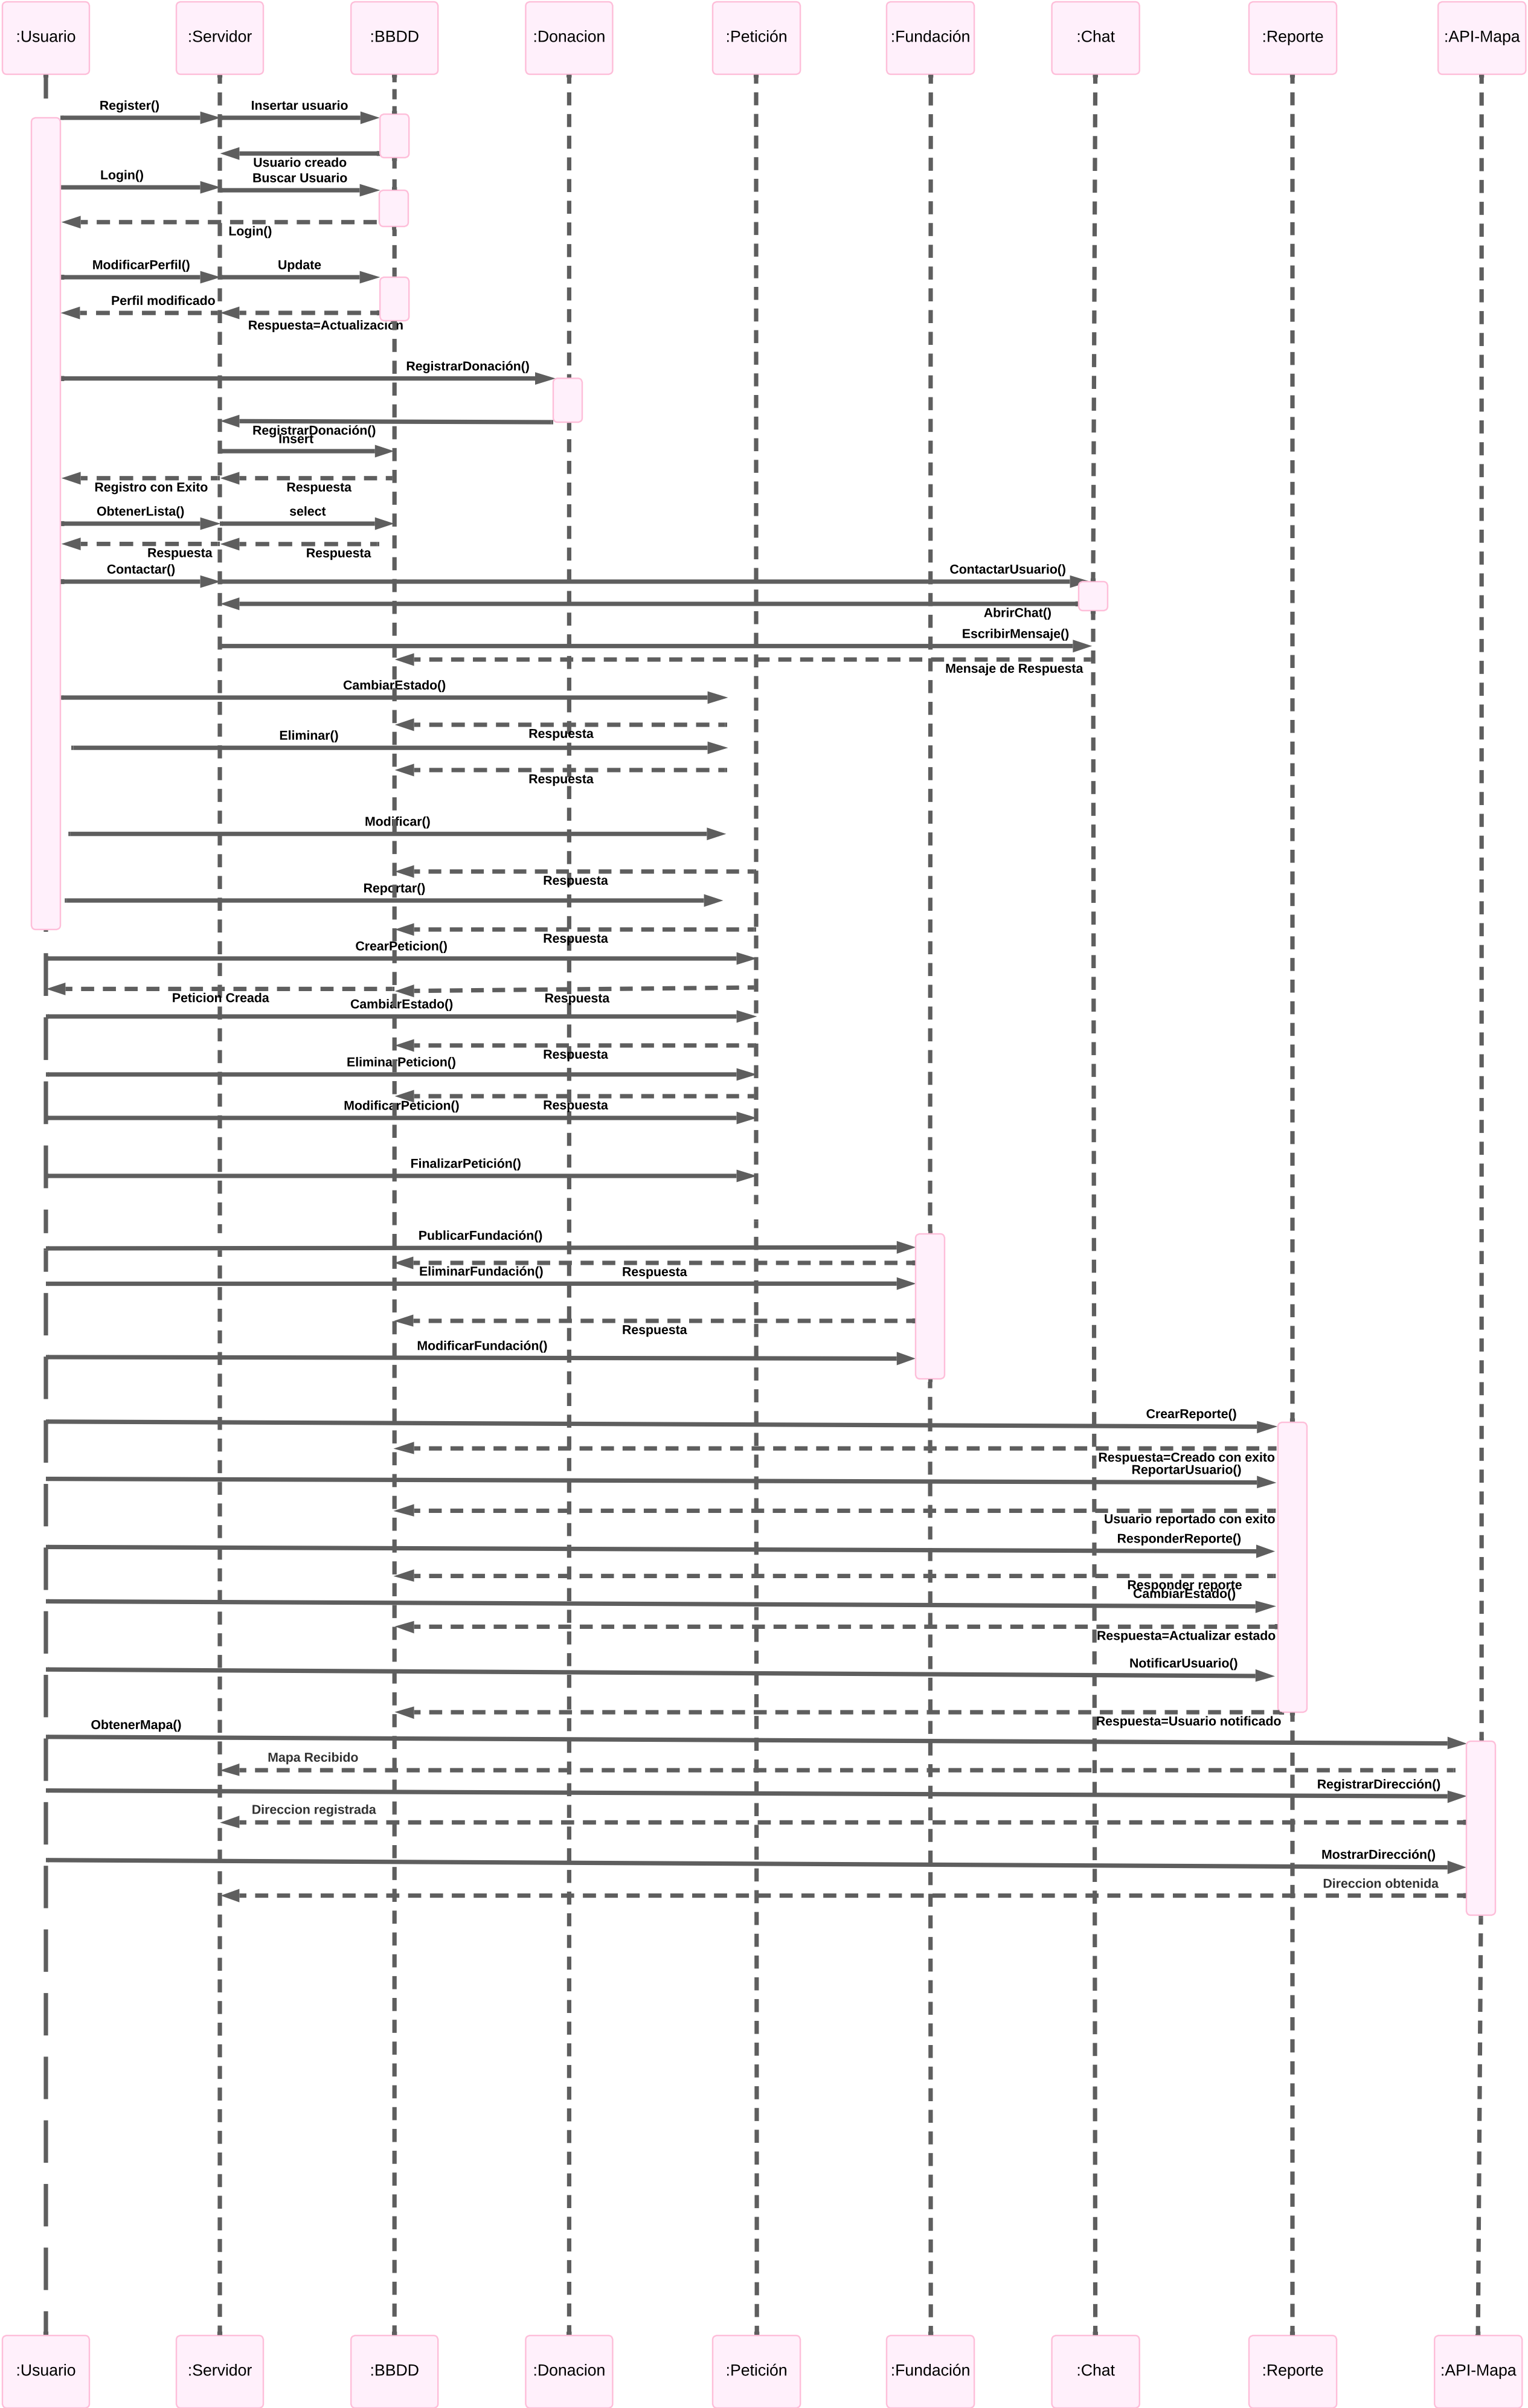 :Usuario
:Servidor
:BBDD
:Donacion
:Petición
:Fundación
:Chat
:Reporte
:API-Mapa
Register()
Insertar usuario
Usuario creado
Login()
Buscar Usuario
Login()
ModificarPerfil()
Update
Perfil modificado
Respuesta=Actualización
RegistrarDonación()
RegistrarDonación()
Insert
Registro con Exito
Respuesta
ObtenerLista()
select
Respuesta
Respuesta
Contactar()
ContactarUsuario()
AbrirChat()
EscribirMensaje()
Mensaje de Respuesta
CambiarEstado()
Respuesta
Eliminar()
Respuesta
Modificar()
Respuesta
Reportar()
Respuesta
CrearPeticion()
Peticion Creada
Respuesta
CambiarEstado()
Respuesta
EliminarPeticion()
Respuesta
ModificarPeticion()
FinalizarPetición()
PublicarFundación()
Respuesta
EliminarFundación()
Respuesta
ModificarFundación()
CrearReporte()
Respuesta=Creado con exito
ReportarUsuario()
Usuario reportado con exito
ResponderReporte()
Responder reporte
CambiarEstado()
Respuesta=Actualizar estado
NotificarUsuario()
Respuesta=Usuario notificado
ObtenerMapa()
Mapa Recibido
RegistrarDirección()
Direccion registrada
MostrarDirección()
Direccion obtenida
:Usuario
:Servidor
:BBDD
:Donacion
:Petición
:Fundación
:Chat
:Reporte
:API-Mapa